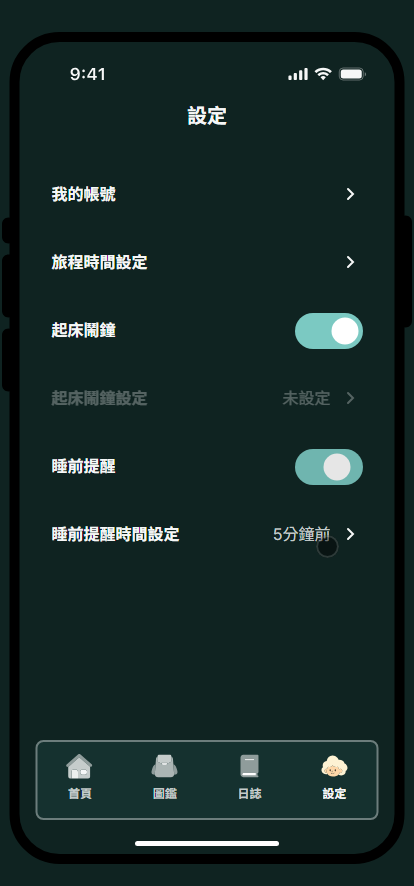 9:41
設定
我的帳號
旅程時間設定
起床鬧鐘
起床鬧鐘設定 未設定
睡前提醒
睡前提醒時間設定 5分鐘前
首頁 圖鑑 日誌 設定